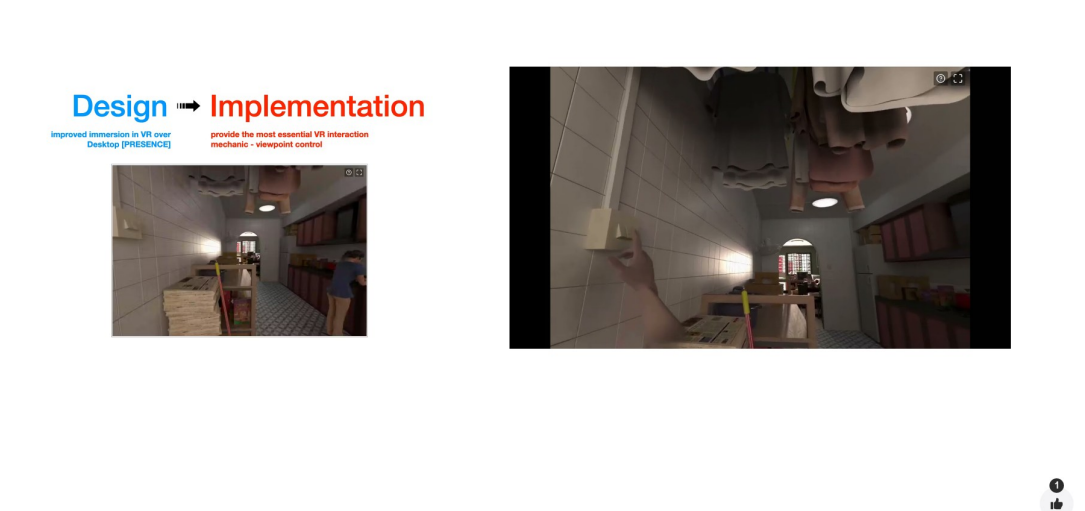 Design Implementation
improved immersion in VR over
Desktop [PRESENCE]
provide the most essential VR interaction
mechanic - viewpoint control
1